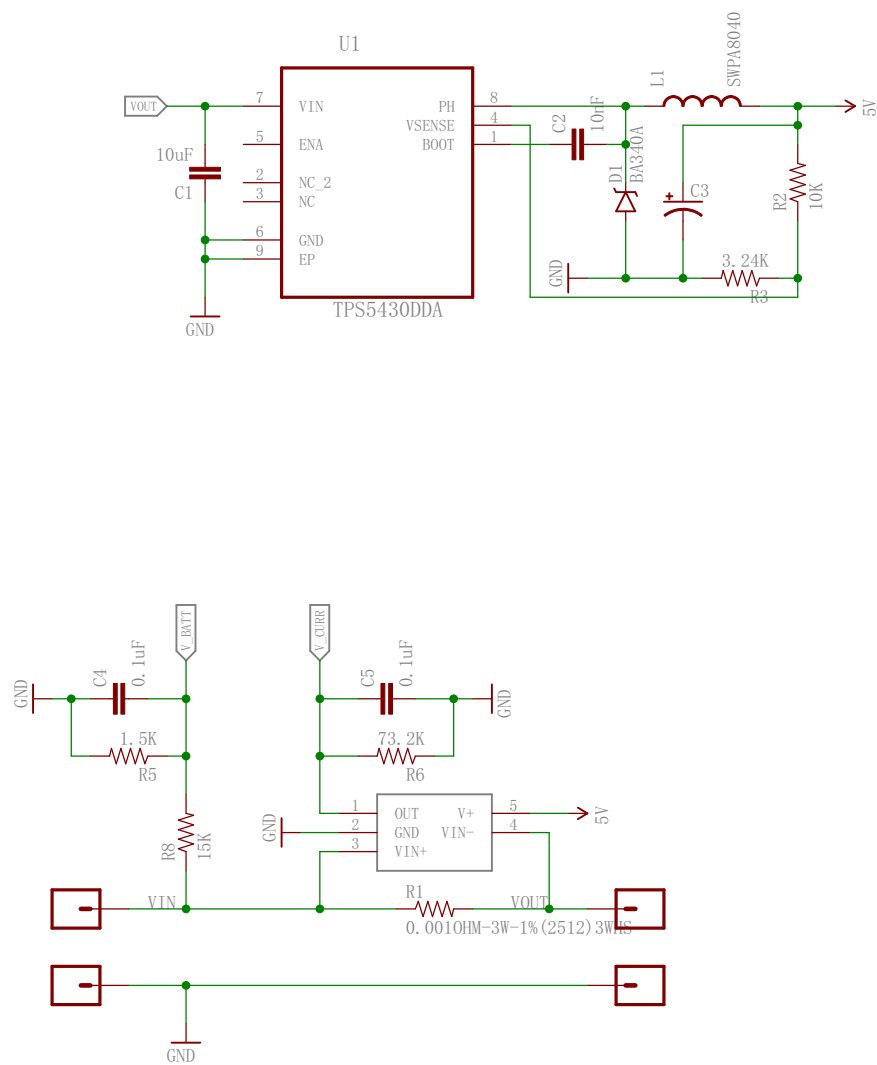 U1
VOUT
7
VIN
5
ENA
2
NC_2
3
NC
6
GND
9
EP
PH
8
VSENSE
4
BOOT
1
10uF
C1
GND
TPS5430DDA
C2
10nF
L1
SWPA8040
5V
D1
BA340A
C3
R2
10K
GND
3.24K
R3
V_BATT
V_CURR
GND
C4
0.1uF
C5
0.1uF
GND
1.5K
R5
73.2K
R6
R8
15K
GND
1
OUT
2
GND
3
VIN+
V+
5
VIN-
4
5V
VIN
R1
VOUT
0.001OHM-3W-1%(2512)3WHS
GND